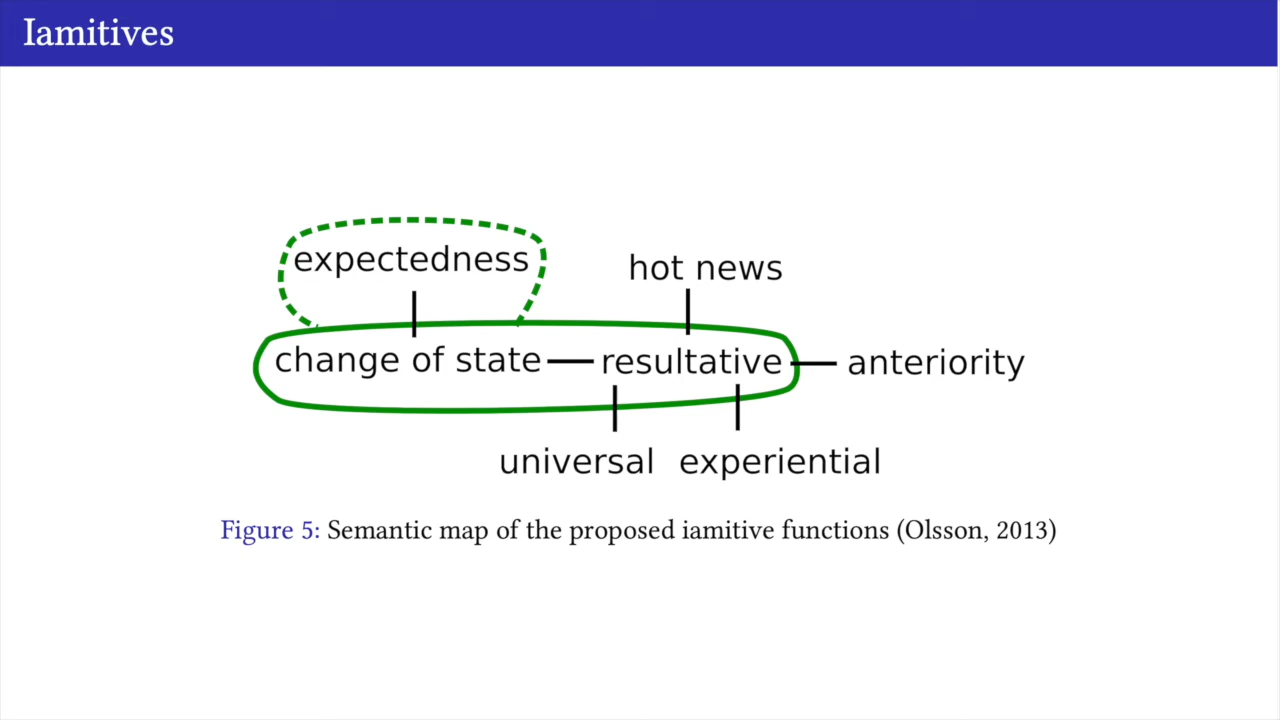 Iamitives
expectedness
hot news
change of state
resultative
anteriority
universal
experiential
Figure 5: Semantic map of the proposed iamitive functions (Olsson, 2013)